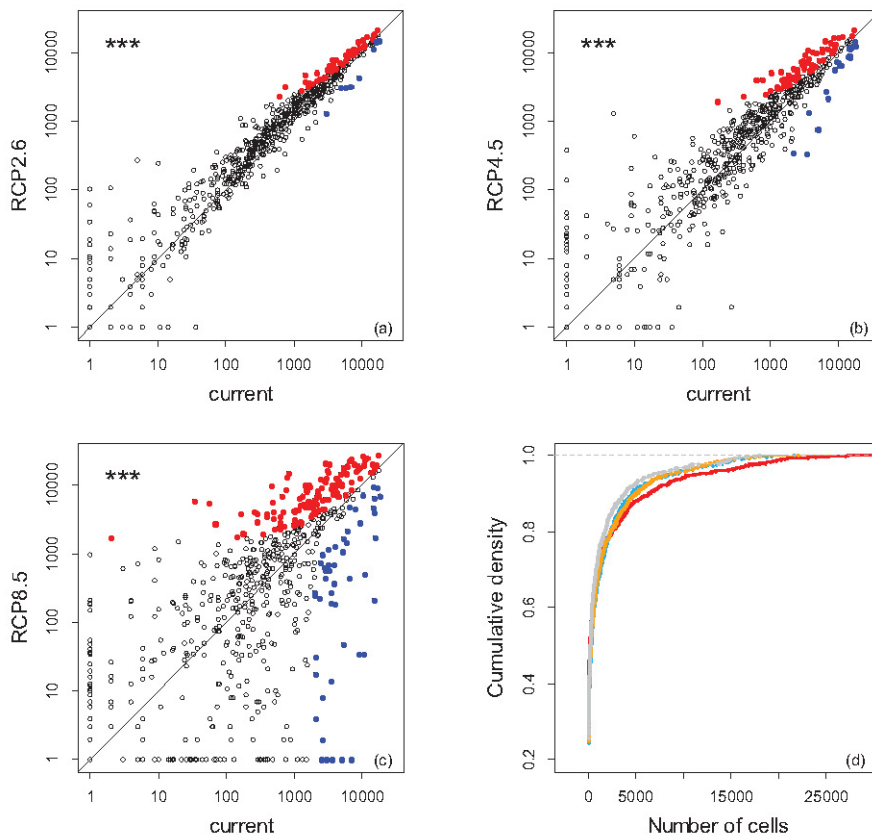 ***
RCP2.6
10000
1000
100
10
1
1 10 100 1000 10000
current
(a)
***
RCP4.5
10000
1000
100
10
1
1 10 100 1000 10000
current
(b)
***
RCP8.5
10000
1000
100
10
1
1 10 100 1000 10000
current
(c)
Cumulative density
1.0
0.8
0.6
0.4
0.2
0 5000 15000 25000
Number of cells
(d)